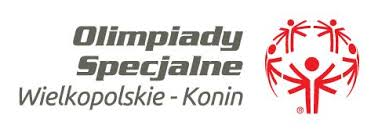 Olimpiady
Specjalne
Wielkopolskie - Konin
®